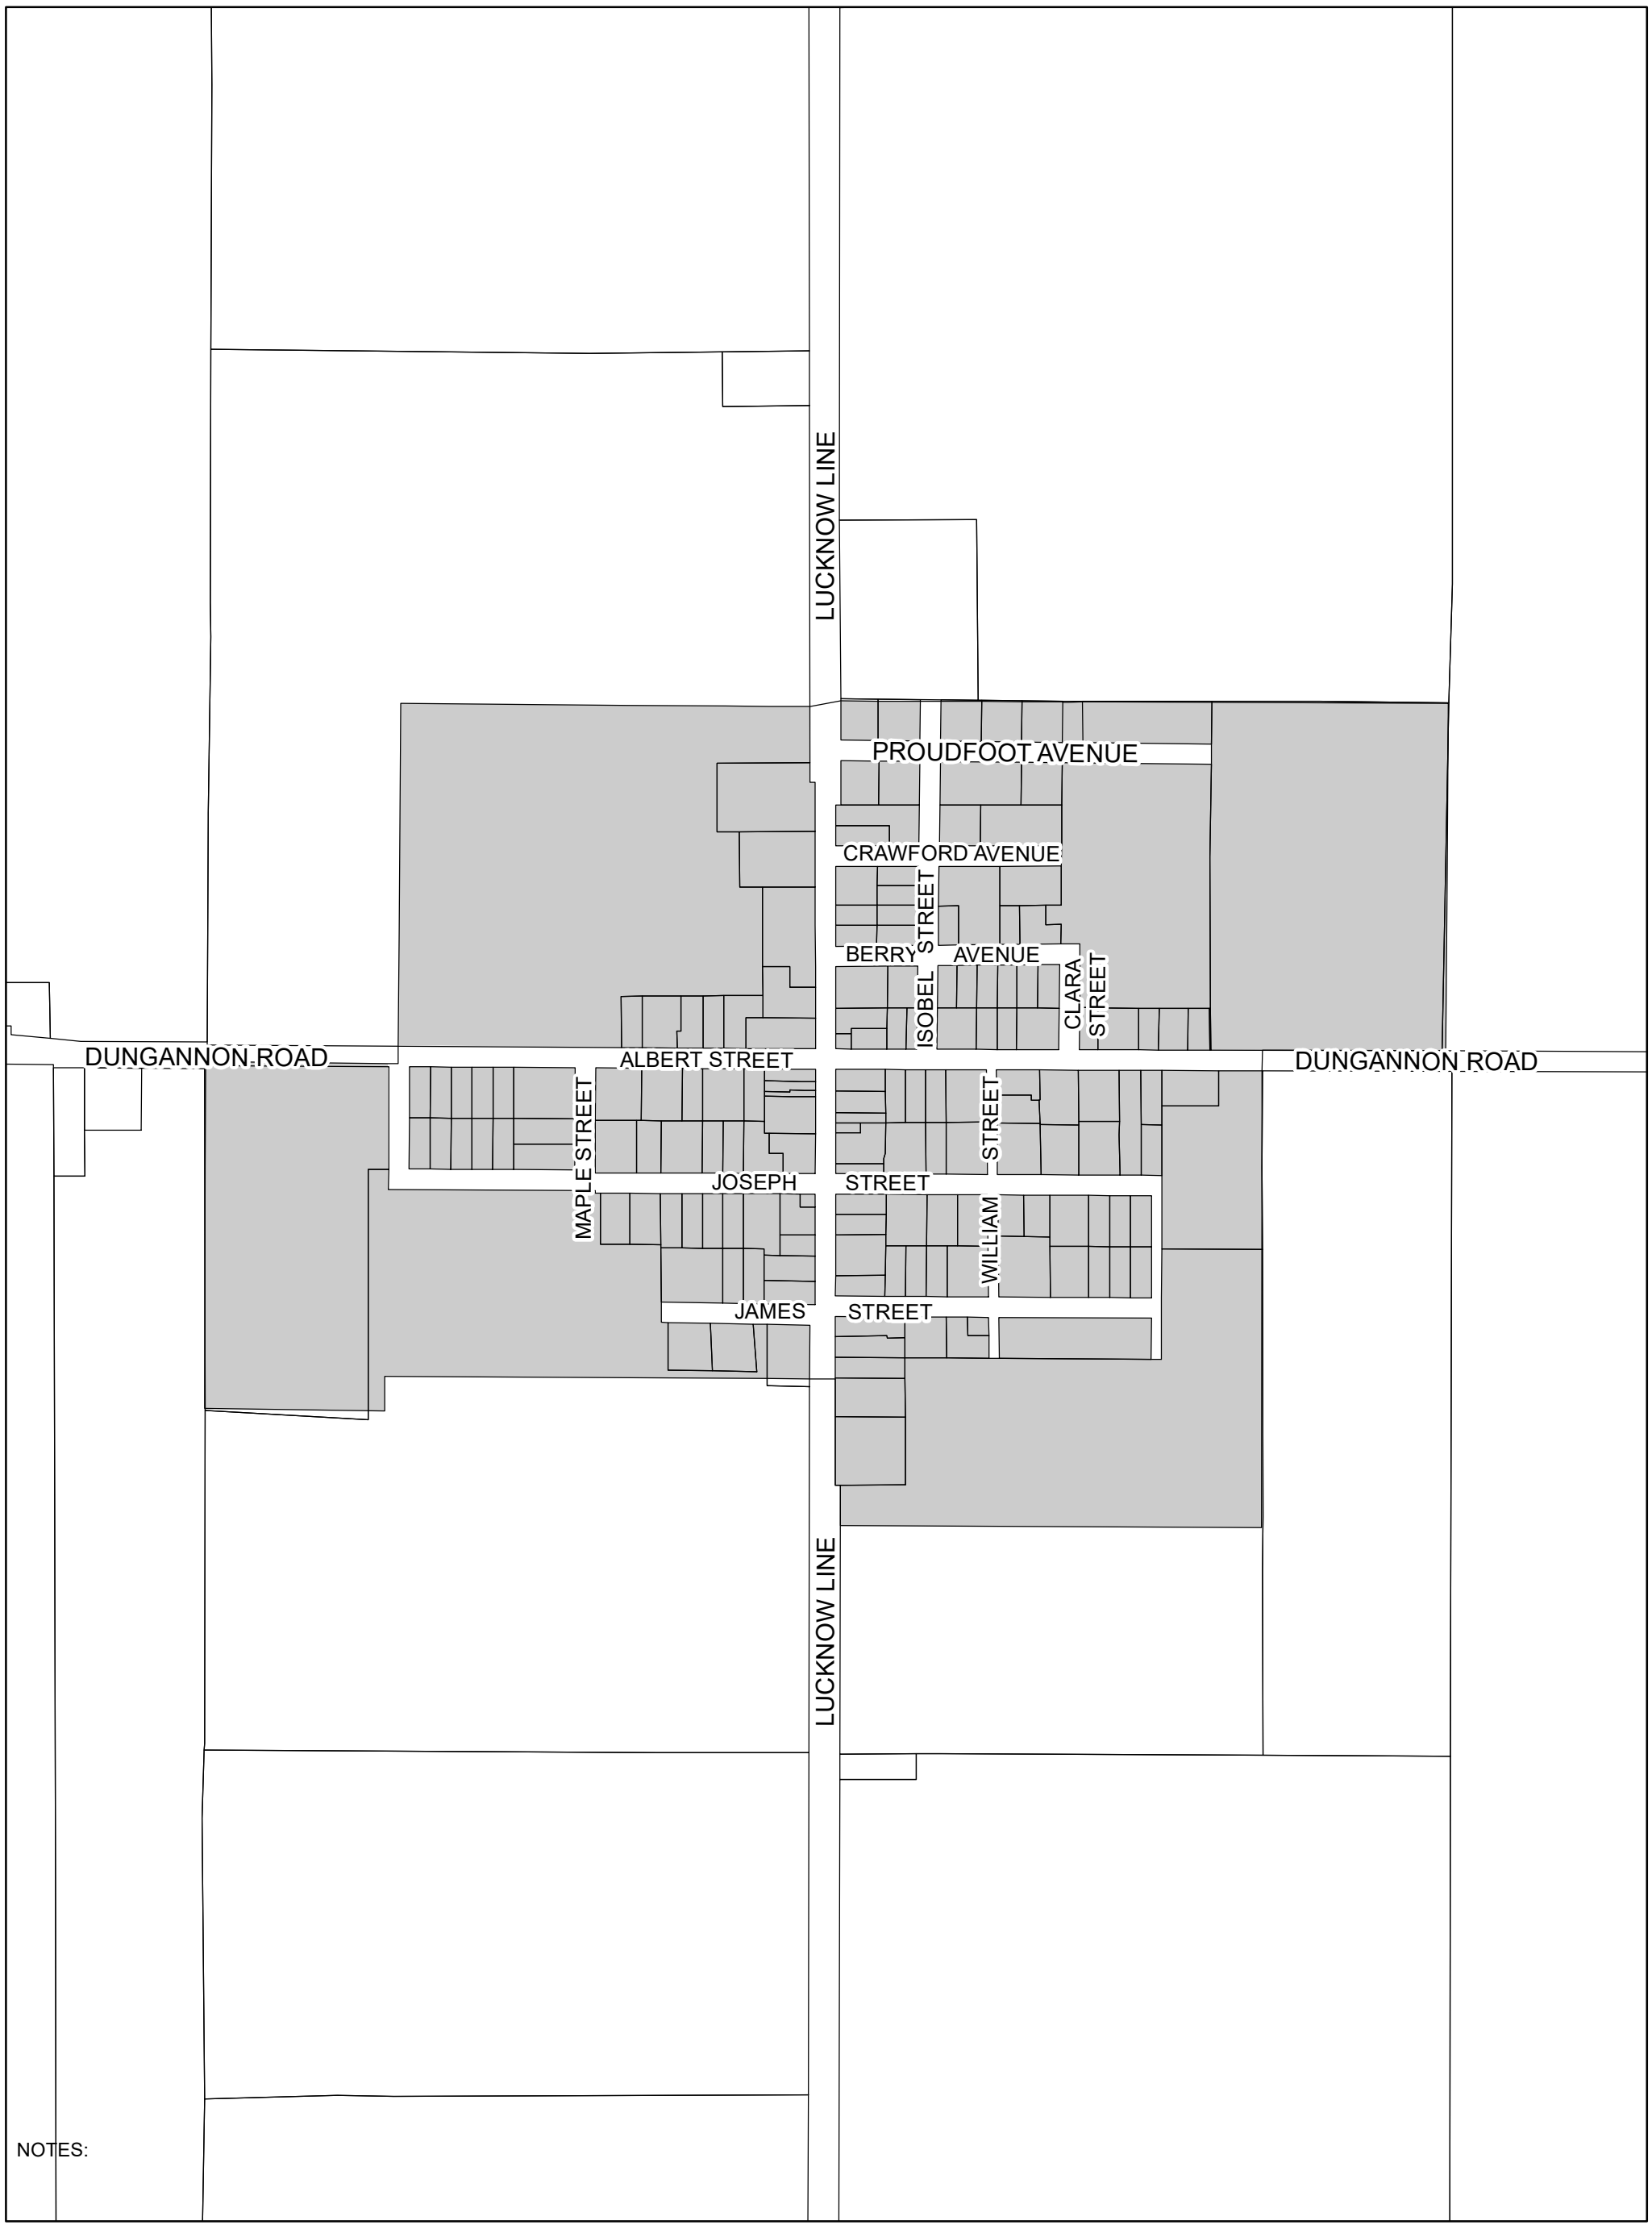 LUCKNOW LINE
PROUDFOOT AVENUE
CRAWFORD AVENUE
ISOBEL STREET
BERRY AVENUE
CLARA
STREET
DUNGANNON ROAD
ALBERT STREET
DUNGANNON ROAD
MAPLE STREET
WILLIAM STREET
JOSEPH STREET
JAMES STREET
LUCKNOW LINE
NOTES: